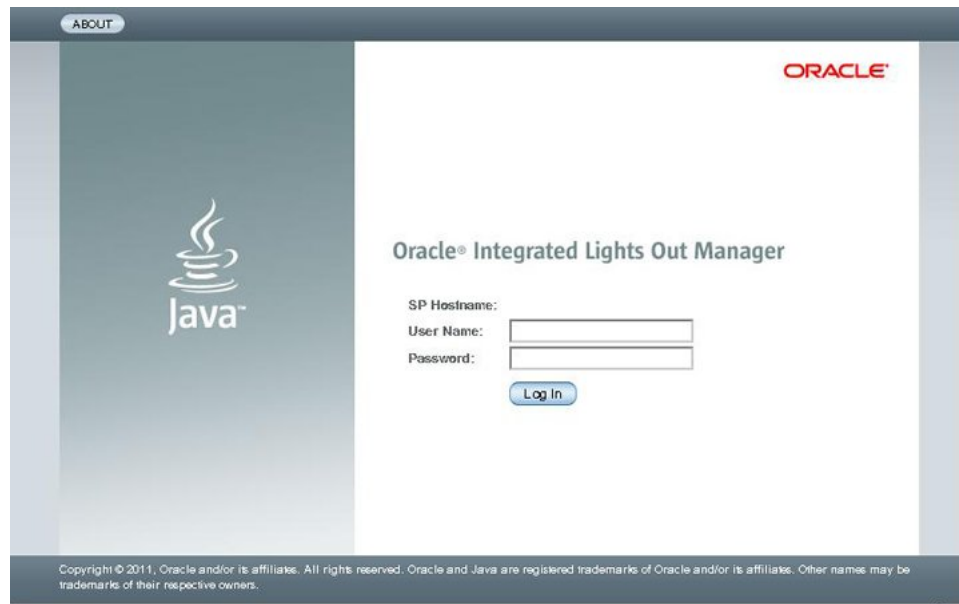 ABOUT
ORACLE®
Java™
Oracle® Integrated Lights Out Manager
SP Hostname:
User Name:
Password:
Log In
Copyright © 2011, Oracle and/or its affiliates. All rights reserved. Oracle and Java are registered trademarks of Oracle and/or its affiliates. Other names may be
trademarks of their respective owners.